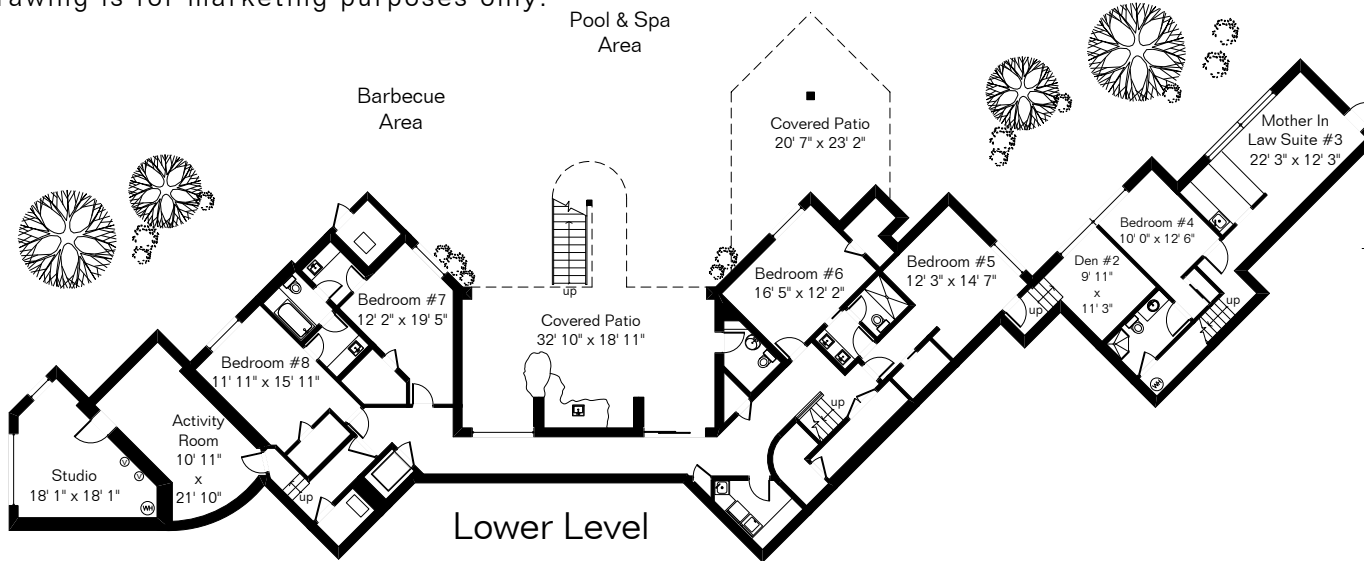 rawing is for marketing purposes only.
Pool & Spa
Area
Barbecue
Area
Covered Patio
20' 7" x 23' 2"
Mother In
Law Suite #3
22' 3" x 12' 3"
Bedroom #4
10' 0" x 12' 6"
Den #2
9' 11"
x
11' 3"
up
WH
up
Bedroom #5
12' 3" x 14' 7"
Bedroom #6
16' 5" x 12' 2"
up
up
Covered Patio
32' 10" x 18' 11"
Bedroom #7
12' 2" x 19' 5"
Bedroom #8
11' 11" x 15' 11"
up
Activity
Room
10' 11"
x
21' 10"
Studio
18' 1" x 18' 1"
V
V
WH
Lower Level